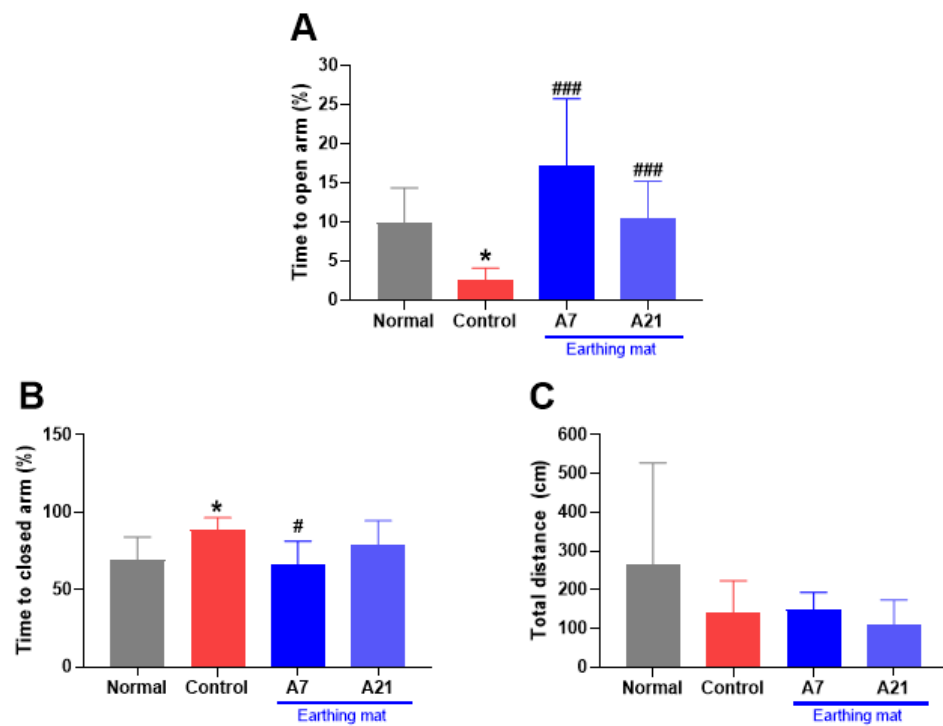 A
Time to open arm (%)
30
25
20
15
10
5
0
###
###
*
Normal Control A7 A21
Earthing mat
B
Time to closed arm (%)
150
100
50
0
*
#
Normal Control A7 A21
Earthing mat
C
Total distance (cm)
600
500
400
300
200
100
0
Normal Control A7 A21
Earthing mat